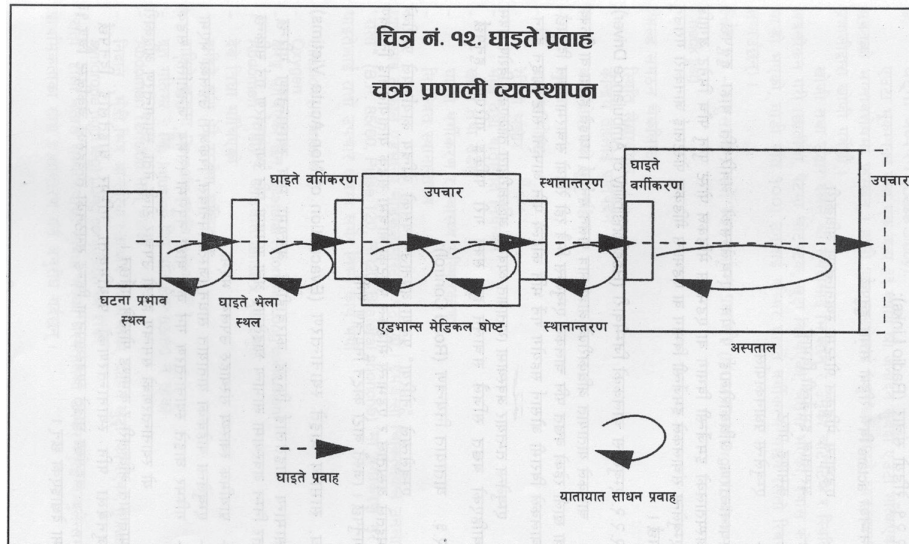 चित्र नं. १२. घाइते प्रवाह
चक्र प्रणाली व्यवस्थापन
घाइते वर्गिकरण
उपचार
स्थानान्तरण
घाइते
वर्गीकरण
उपचार
घटना प्रभाव
स्थल
घाइते भेला
स्थल
एडभान्स मेडिकल षोष्ट
स्थानान्तरण
अस्पताल
घाइते प्रवाह
यातायात साधन प्रवाह